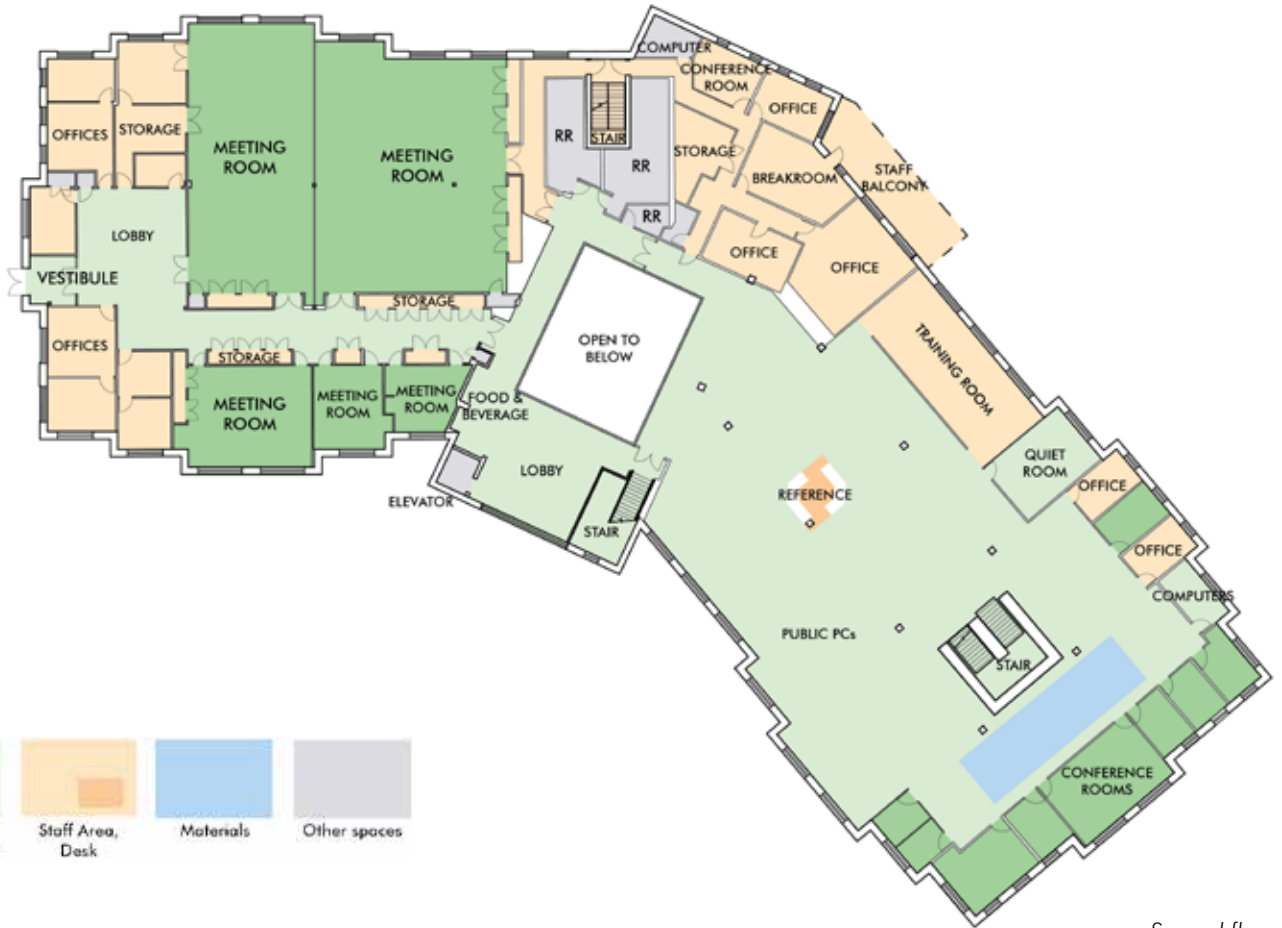 COMPUTER
CONFERENCE
ROOM
OFFICE
STORAGE
BREAKROOM
STAFF
BALCONY
OFFICE
OFFICE
RR
STAIR
RR
RR
OFFICES
STORAGE
MEETING
ROOM
MEETING
ROOM
LOBBY
VESTIBULE
STORAGE
OFFICES
STORAGE
MEETING
ROOM
MEETING
ROOM
MEETING
ROOM
FOOD &
BEVERAGE
OPEN TO
BELOW
LOBBY
ELEVATOR
STAIR
TRAINING ROOM
QUIET
ROOM
OFFICE
OFFICE
COMPUTERS
REFERENCE
PUBLIC PCs
STAIR
CONFERENCE
ROOMS
Staff Area,
Desk
Materials
Other spaces